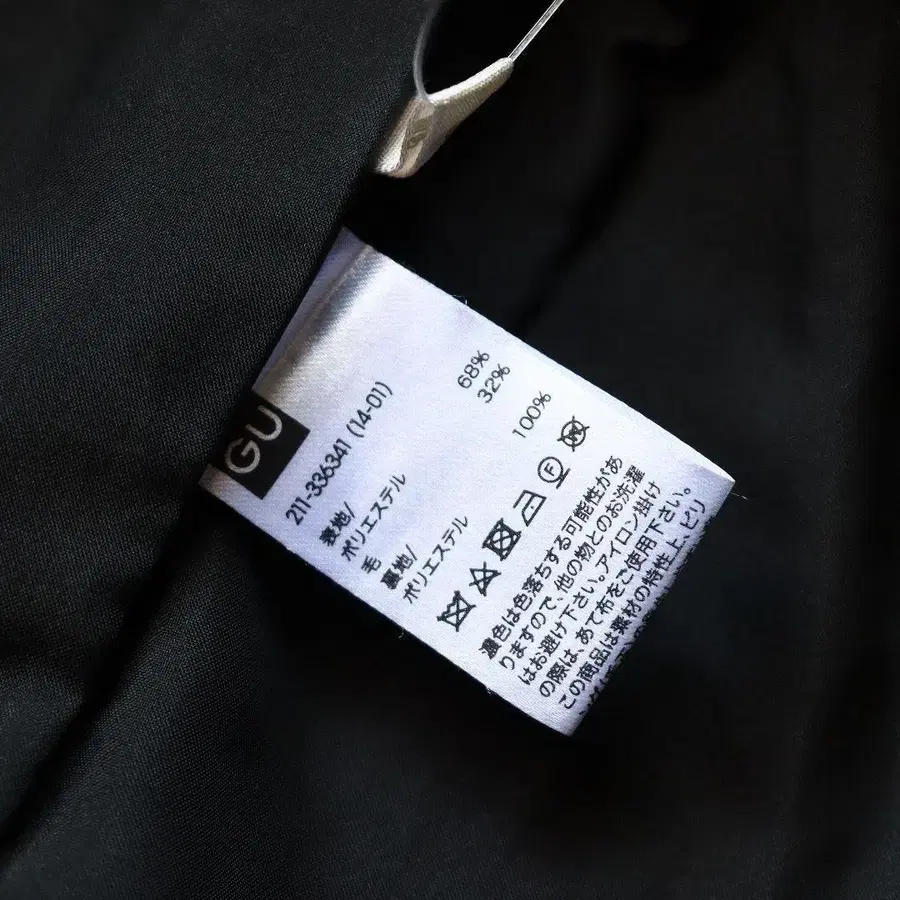 GU
211-336341 (14-01)
表地/
ポリエステル 68%
毛 32%
裏地/
ポリエステル 100%
F
濃色は色落ちする可能性があ
りますので、他の物とのお洗濯
はお避け下さい。アイロン掛け
の際は、あて布をご使用下さい。
この商品は素材の特性上、ピリ